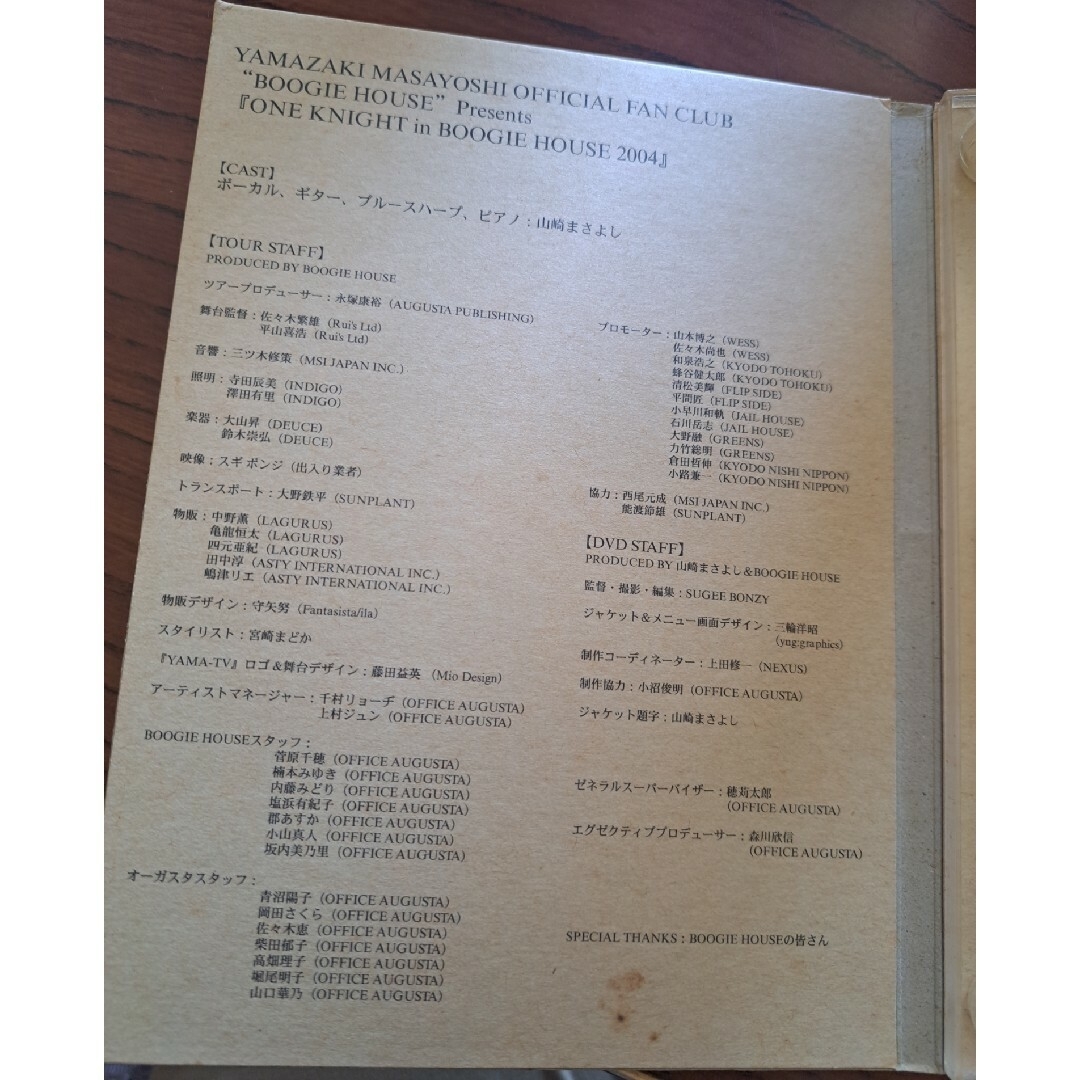 YAMAZAKI MASAYOSHI OFFICIAL FAN CLUB
“BOOGIE HOUSE” Presents
『ONE KNIGHT in BOOGIE HOUSE 2004』
【CAST】
ボーカル、ギター、ブルースハープ、ピアノ：山崎まさよし
【TOUR STAFF】
PRODUCED BY BOOGIE HOUSE
ツアープロデューサー：永塚康裕（AUGUSTA PUBLISHING）
舞台監督：佐々木繁雄（Rui's Ltd）
平山喜浩（Rui's Ltd）
音響：三ツ木修策（MSI JAPAN INC.）
照明：寺田辰美（INDIGO）
澤田有里（INDIGO）
楽器：大山昇（DEUCE）
鈴木崇弘（DEUCE）
映像：スギ ボンジ（出入り業者）
トランスポート：大野鉄平（SUNPLANT）
物販：中野薫（LAGURUS）
亀龍恒太（LAGURUS）
四元亜紀（LAGURUS）
田中淳（ASTY INTERNATIONAL INC.）
嶋津リエ（ASTY INTERNATIONAL INC.）
物販デザイン：守矢努（Fantasista/ila）
スタイリスト：宮崎まどか
『YAMA-TV』ロゴ＆舞台デザイン：藤田益英（Mio Design）
アーティストマネージャー：千村リョーヂ（OFFICE AUGUSTA）
上村ジュン（OFFICE AUGUSTA）
BOOGIE HOUSEスタッフ：
菅原千穂（OFFICE AUGUSTA）
楠本みゆき（OFFICE AUGUSTA）
内藤みどり（OFFICE AUGUSTA）
塩浜有紀子（OFFICE AUGUSTA）
郡あすか（OFFICE AUGUSTA）
小山真人（OFFICE AUGUSTA）
坂内美乃里（OFFICE AUGUSTA）
オーガスタスタッフ：
青沼陽子（OFFICE AUGUSTA）
岡田さくら（OFFICE AUGUSTA）
佐々木恵（OFFICE AUGUSTA）
柴田郁子（OFFICE AUGUSTA）
高畑理子（OFFICE AUGUSTA）
堀尾明子（OFFICE AUGUSTA）
山口華乃（OFFICE AUGUSTA）
プロモーター：山本博之（WESS）
佐々木尚也（WESS）
和泉浩之（KYODO TOHOKU）
蜂谷健太郎（KYODO TOHOKU）
清松美輝（FLIP SIDE）
平間匠（FLIP SIDE）
小早川和軌（JAIL HOUSE）
石川岳志（JAIL HOUSE）
大野融（GREENS）
力竹総明（GREENS）
倉田哲伸（KYODO NISHI NIPPON）
小路兼一（KYODO NISHI NIPPON）
協力：西尾元成（MSI JAPAN INC.）
能渡節雄（SUNPLANT）
【DVD STAFF】
PRODUCED BY 山崎まさよし＆BOOGIE HOUSE
監督・撮影・編集：SUGEE BONZY
ジャケット＆メニュー画面デザイン：三輪洋昭
（yng:graphics）
制作コーディネーター：上田修一（NEXUS）
制作協力：小沼俊明（OFFICE AUGUSTA）
ジャケット題字：山崎まさよし
ゼネラルスーパーバイザー：穂苅太郎
（OFFICE AUGUSTA）
エグゼクティブプロデューサー：森川欣信
（OFFICE AUGUSTA）
SPECIAL THANKS：BOOGIE HOUSEの皆さん